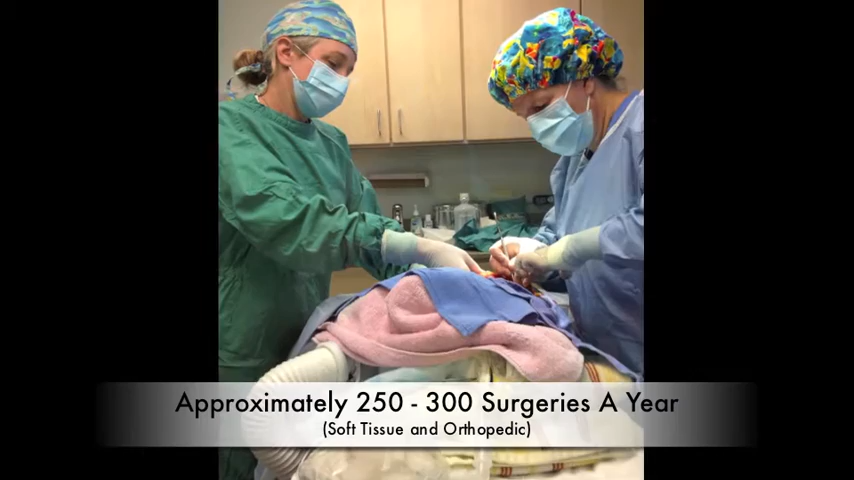 Approximately 250 - 300 Surgeries A Year
(Soft Tissue and Orthopedic)